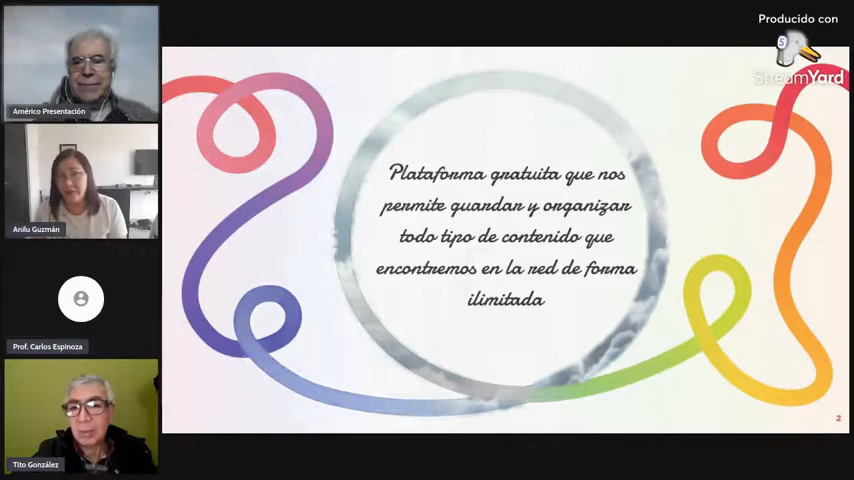 Producido con
StreamYard
Américo Presentación
Anilu Guzmán
Prof. Carlos Espinoza
Tito González
Plataforma gratuita que nos
permite guardar y organizar
todo tipo de contenido que
encontremos en la red de forma
ilimitada
2